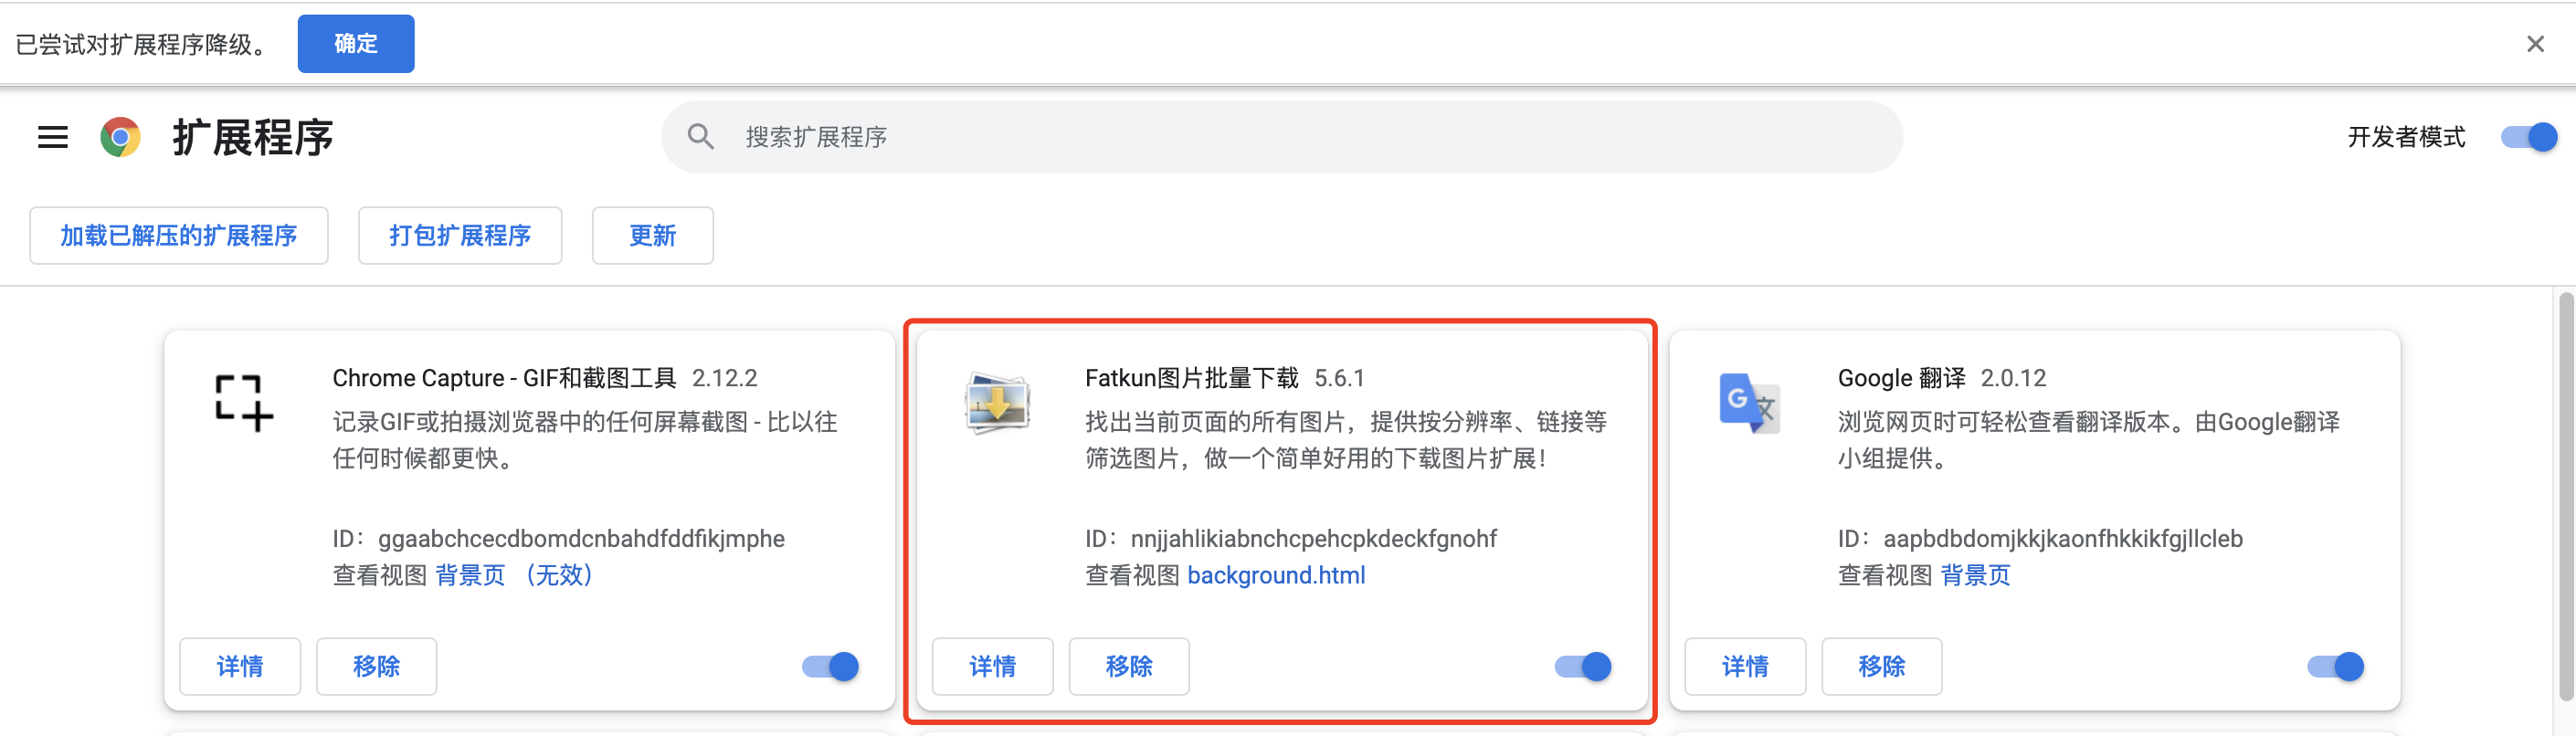 已尝试对扩展程序降级。 确定
扩展程序 搜索扩展程序 开发者模式
加载已解压的扩展程序 打包扩展程序 更新
Chrome Capture - GIF和截图工具 2.12.2
记录GIF或拍摄浏览器中的任何屏幕截图 - 比以往
任何时候都更快。
ID：ggaabchcecdbomdcnbahdfddfikjmphe
查看视图 背景页 （无效）
详情 移除
Fatkun图片批量下载 5.6.1
找出当前页面的所有图片，提供按分辨率、链接等
筛选图片，做一个简单好用的下载图片扩展！
ID：nnjjahlikiabnchcpehcpkdeckfgnohf
查看视图 background.html
详情 移除
Google 翻译 2.0.12
浏览网页时可轻松查看翻译版本。由Google翻译
小组提供。
ID：aapbdbdomjkkjkaonfhkkikfgjllcleb
查看视图 背景页
详情 移除